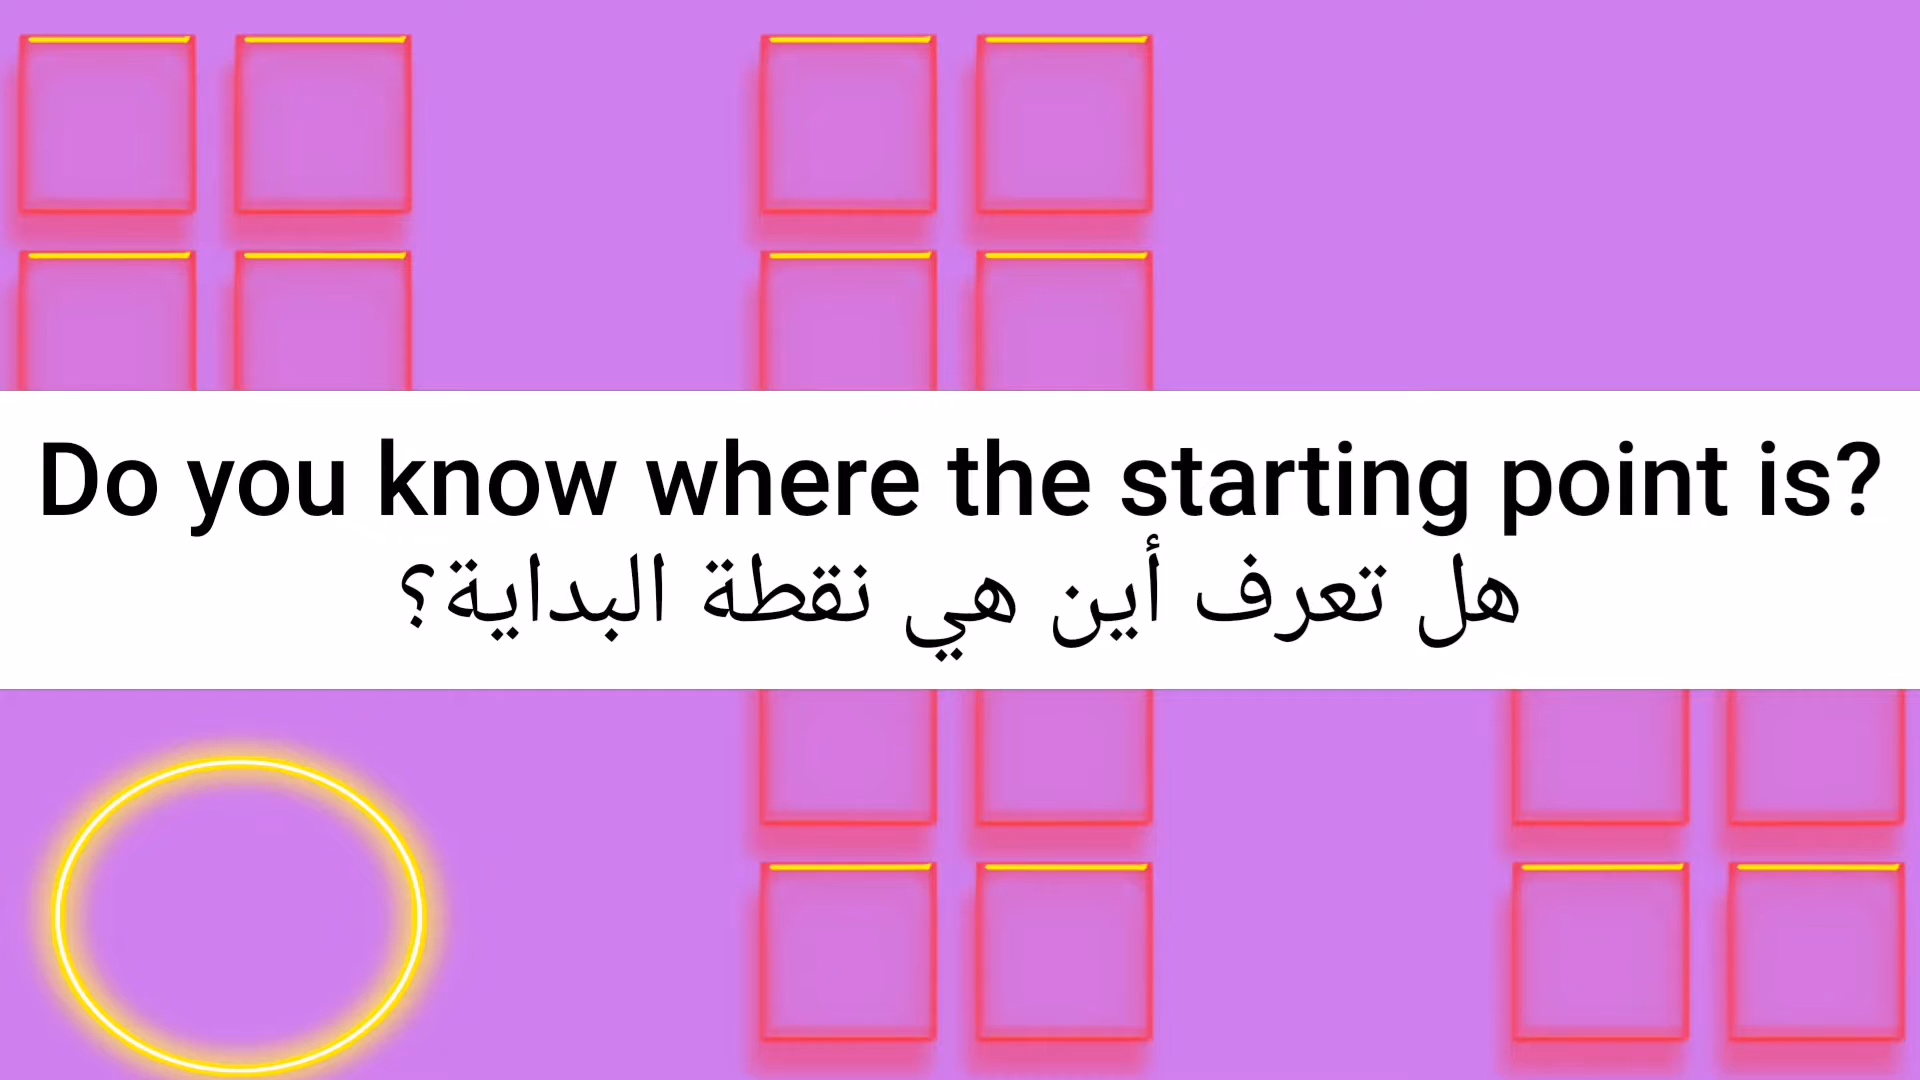 Do you know where the starting point is?
هل تعرف أين هي نقطة البداية؟